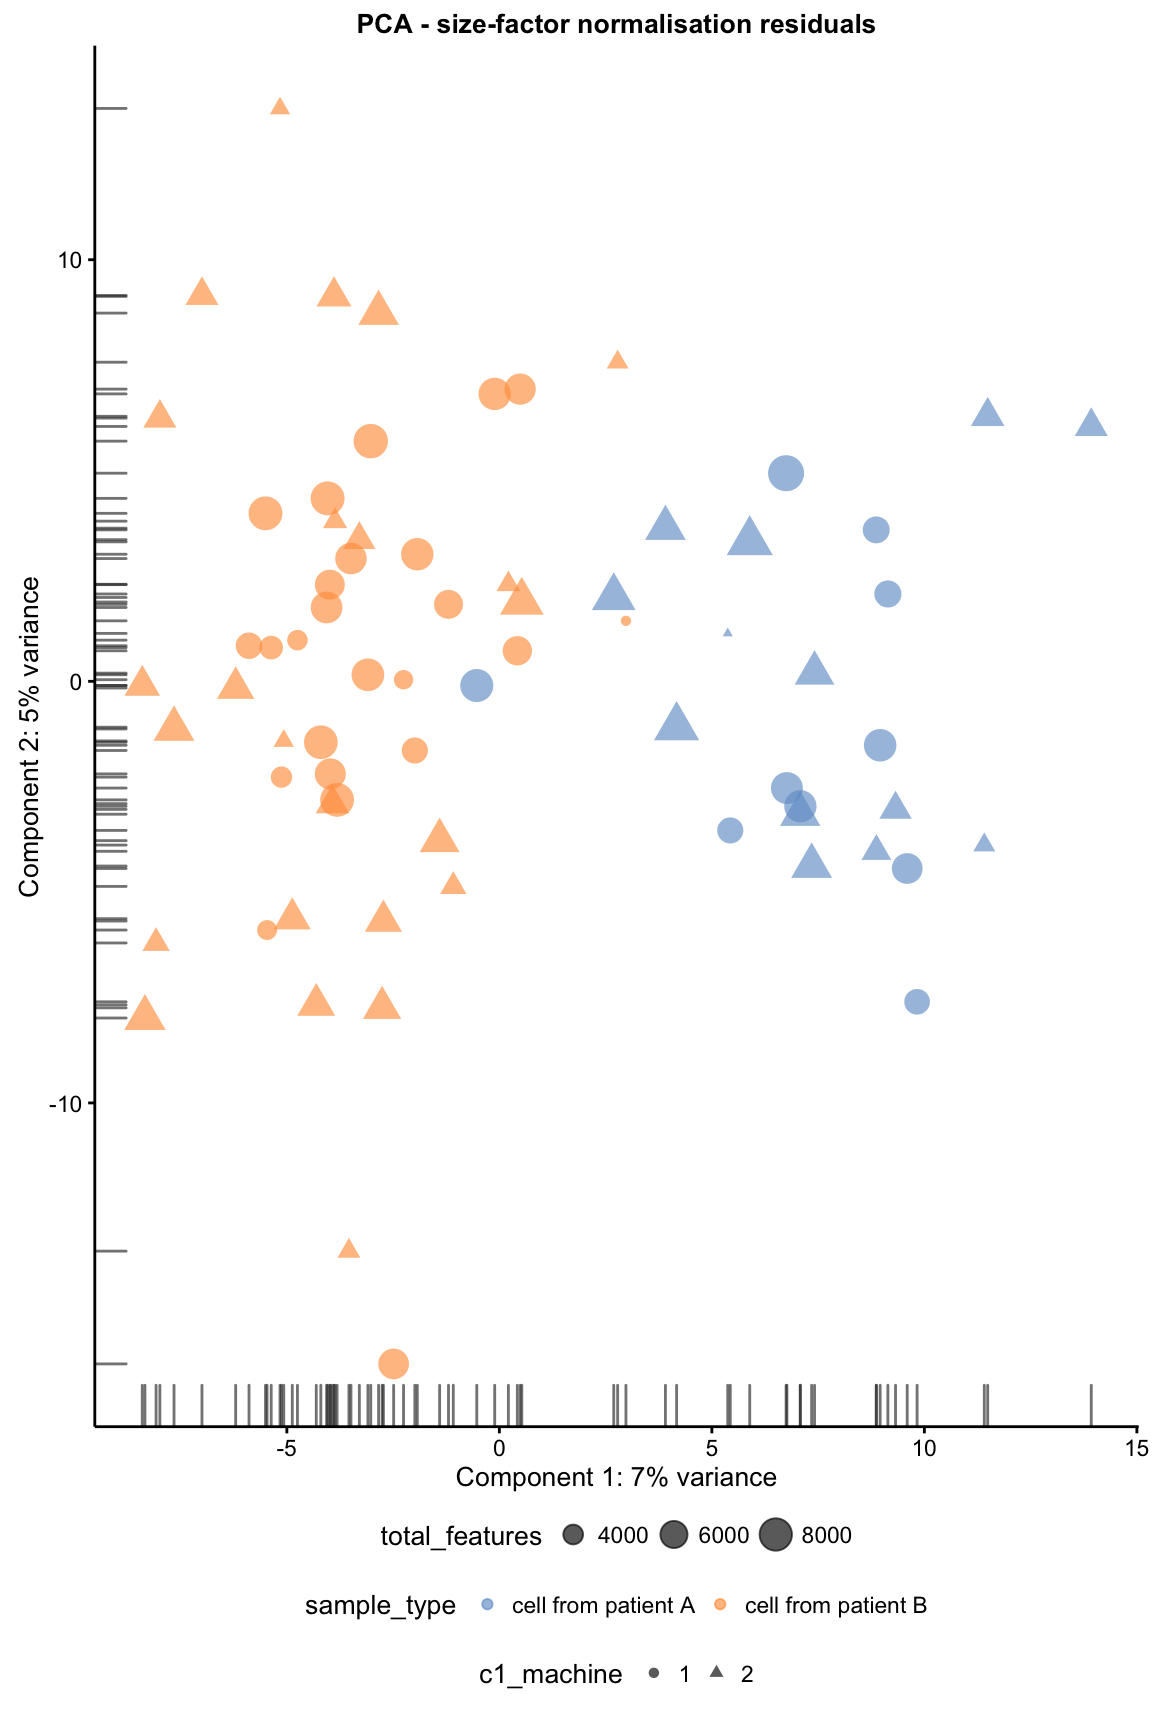 PCA - size-factor normalisation residuals
10
0
-10
Component 2: 5% variance
-5 0 5 10 15
Component 1: 7% variance
total_features 4000 6000 8000
sample_type cell from patient A cell from patient B
c1_machine 1 2